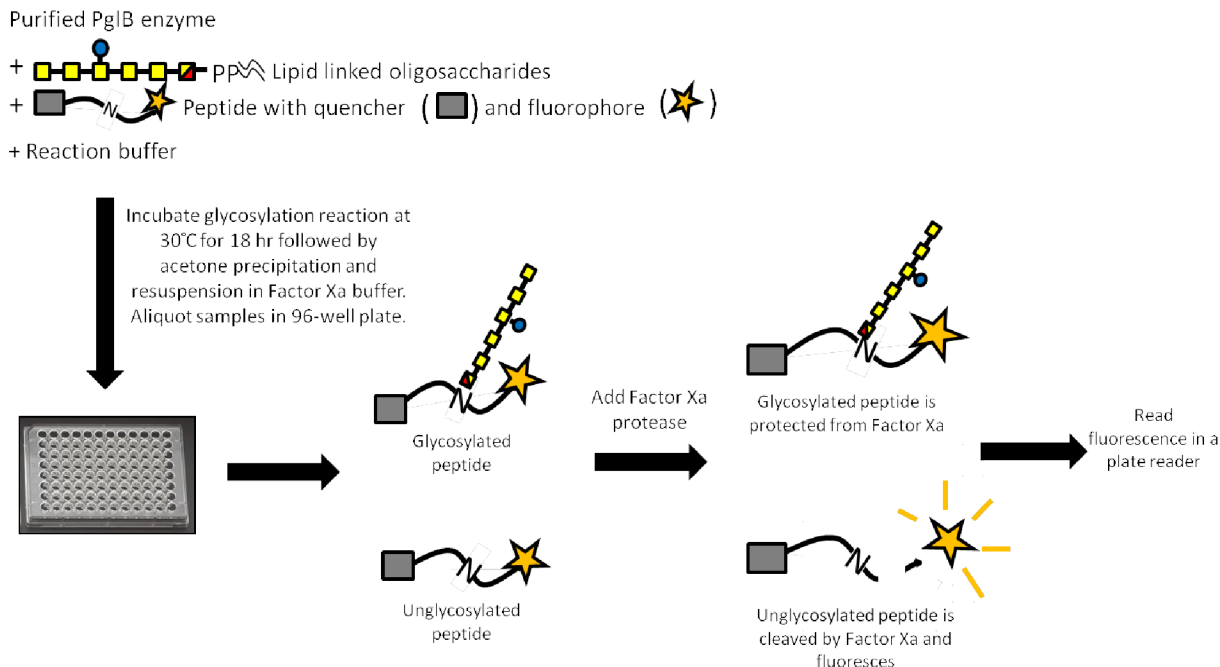 Purified PglB enzyme
+ PP Lipid linked oligosaccharides
+ N Peptide with quencher ( ) and fluorophore ( )
+ Reaction buffer
Incubate glycosylation reaction at
30°C for 18 hr followed by
acetone precipitation and
resuspension in Factor Xa buffer.
Aliquot samples in 96-well plate.
N
Glycosylated
peptide
N
Unglycosylated
peptide
Add Factor Xa
protease
N
Glycosylated peptide is
protected from Factor Xa
N
Unglycosylated peptide is
cleaved by Factor Xa and
fluoresces
Read
fluorescence in a
plate reader